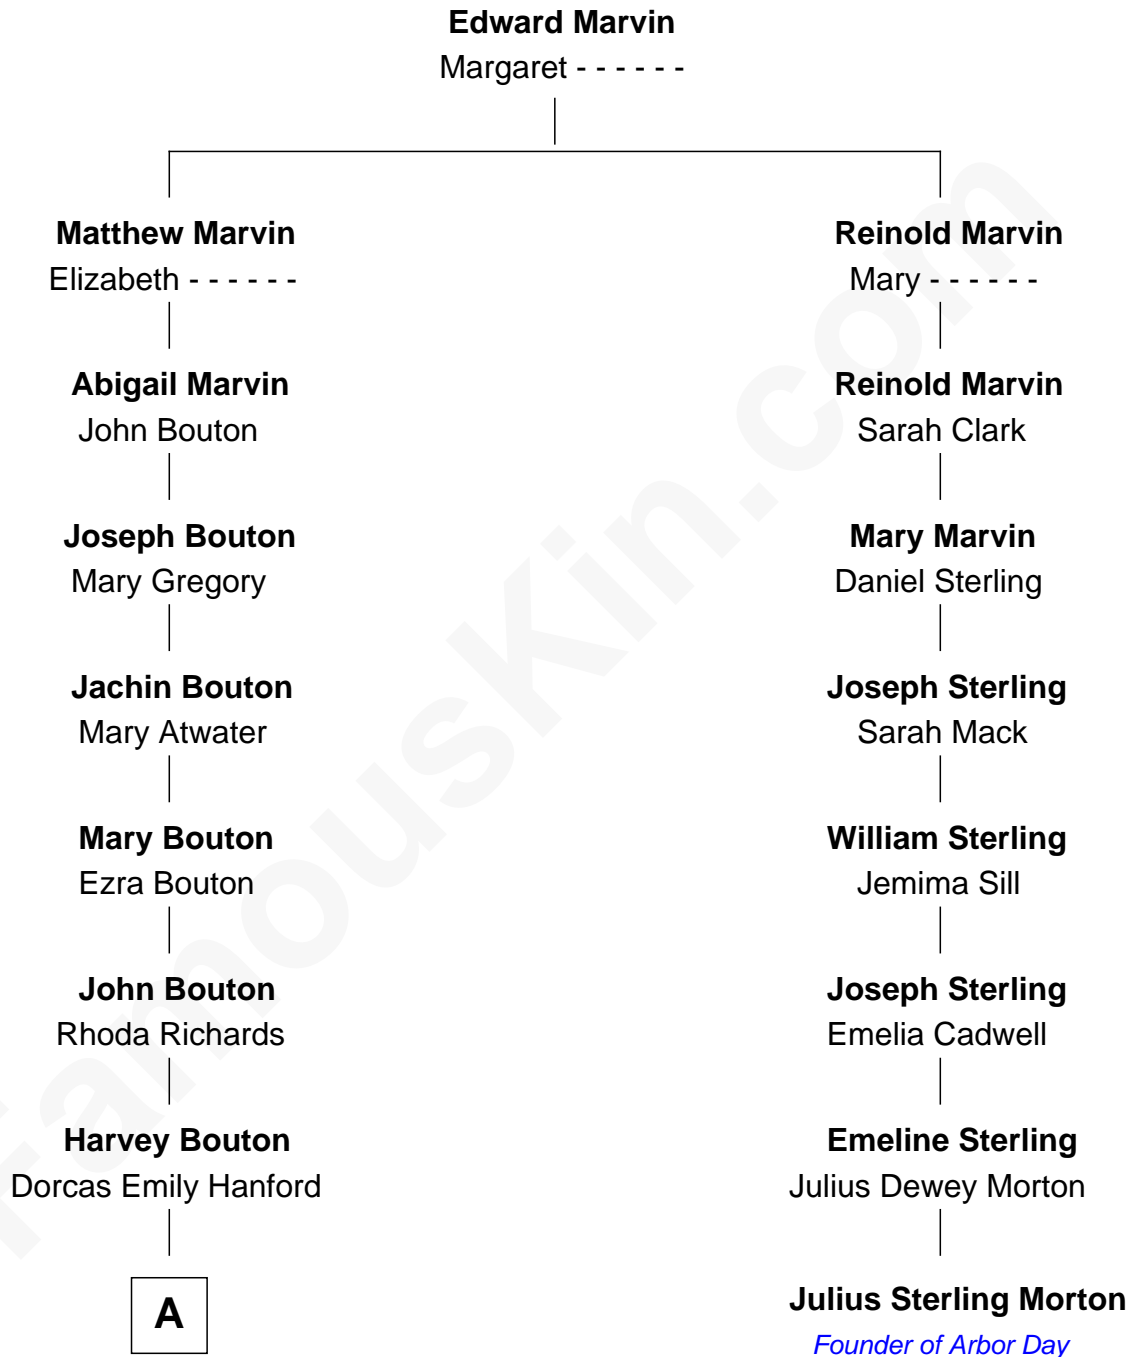 Edward Marvin
Margaret - - - - - -
Matthew Marvin
Elizabeth - - - - - -
Reinold Marvin
Mary - - - - - -
Abigail Marvin
John Bouton
Reinold Marvin
Sarah Clark
Joseph Bouton
Mary Gregory
Mary Marvin
Daniel Sterling
Jachin Bouton
Mary Atwater
Joseph Sterling
Sarah Mack
Mary Bouton
Ezra Bouton
William Sterling
Jemima Sill
John Bouton
Rhoda Richards
Joseph Sterling
Emelia Cadwell
Harvey Bouton
Dorcas Emily Hanford
Emeline Sterling
Julius Dewey Morton
A
Julius Sterling Morton
Founder of Arbor Day
FamousKin.com